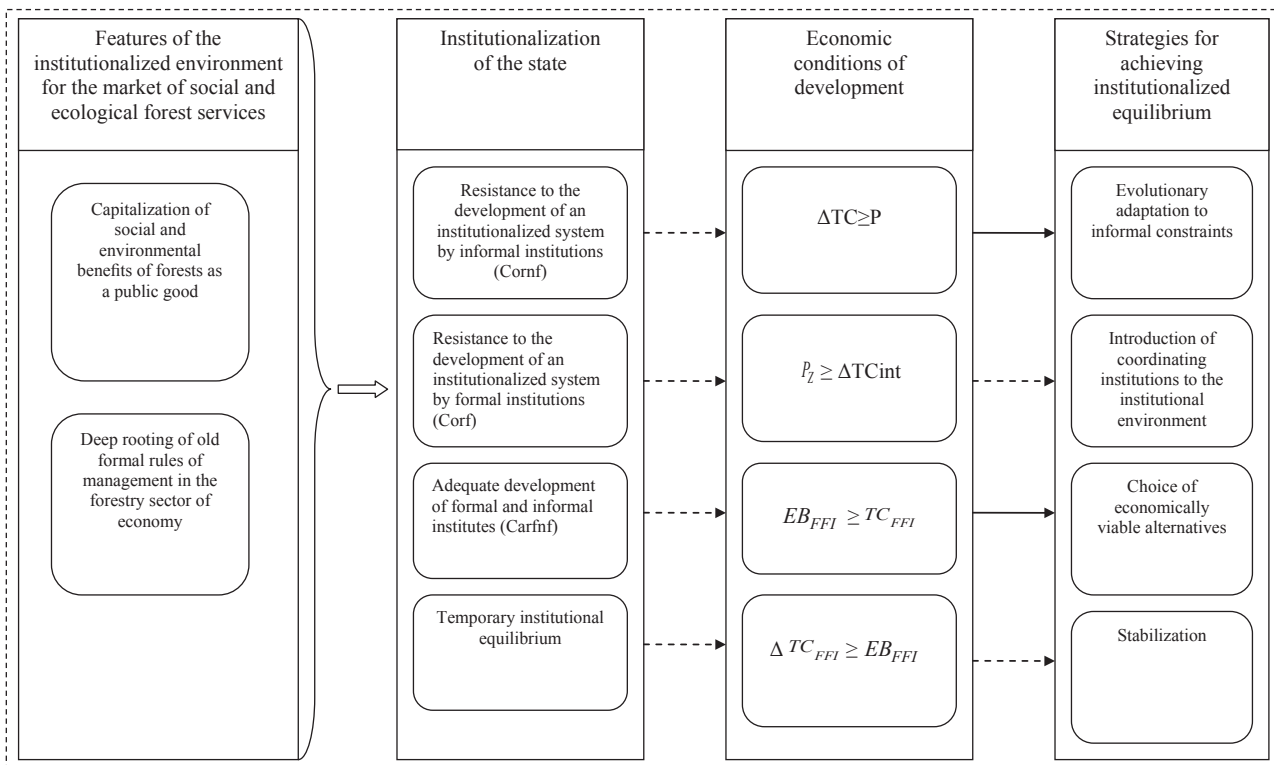 Features of the
institutionalized environment
for the market of social and
ecological forest services
Capitalization of
social and
environmental
benefits of forests as
a public good
Deep rooting of old
formal rules of
management in the
forestry sector of
economy
Institutionalization
of the state
Resistance to the
development of an
institutionalized system
by informal institutions
(Cornf)
Resistance to the
development of an
institutionalized system
by formal institutions
(Corf)
Adequate development
of formal and informal
institutes (Carfnf)
Temporary institutional
equilibrium
Economic
conditions of
development
ΔTC≥P
P_Z ≥ ΔTCint
EB_FFI ≥ TC_FFI
Δ TC_FFI ≥ EB_FFI
Strategies for
achieving
institutionalized
equilibrium
Evolutionary
adaptation to
informal constraints
Introduction of
coordinating
institutions to the
institutional
environment
Choice of
economically
viable alternatives
Stabilization